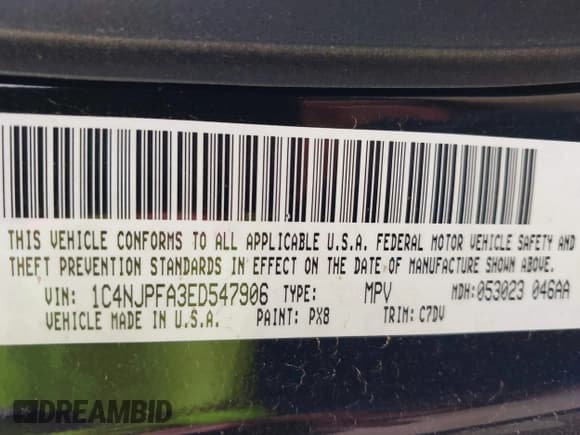 THIS VEHICLE CONFORMS TO ALL APPLICABLE U.S.A. FEDERAL MOTOR VEHICLE SAFETY AND
THEFT PREVENTION STANDARDS IN EFFECT ON THE DATE OF MANUFACTURE SHOWN ABOVE.
VIN: 1C4NJPFA3ED547906 TYPE: MPV MDH:053023 046AA
VEHICLE MADE IN U.S.A. PAINT: PX8 TRIM: C7DV
DREAMBID